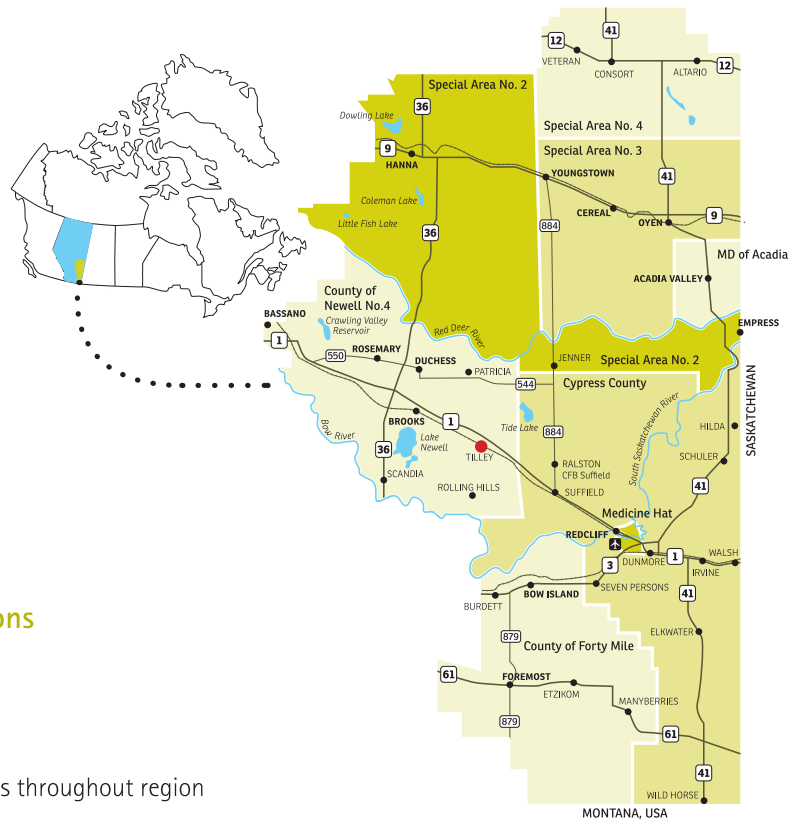 41
12
VETERAN
CONSORT
ALTARIO
12
Special Area No. 2
36
Dowling Lake
Special Area No. 4
9
HANNA
Special Area No. 3
YOUNGSTOWN
41
Coleman Lake
CEREAL
9
OYEN
Little Fish Lake
884
36
MD of Acadia
ACADIA VALLEY
County of
Newell No.4
BASSANO
Crawling Valley
Reservoir
Red Deer
River
EMPRESS
1
550
ROSEMARY
DUCHESS
JENNER
Special Area No. 2
PATRICIA
544
Cypress County
SASKATCHEWAN
BROOKS
1
Tide Lake
South Saskatchewan River
Bow River
Lake
Newell
884
HILDA
36
TILLEY
SCHULER
SCANDIA
RALSTON
CFB Suffield
ROLLING HILLS
SUFFIELD
41
Medicine Hat
REDCLIFF
DUNMORE
1
WALSH
3
IRVINE
SEVEN PERSONS
BOW ISLAND
41
BURDETT
ons
879
ELKWATER
County of Forty Mile
61
FOREMOST
ETZIKOM
MANYBERRIES
879
61
s throughout region
41
WILD HORSE
MONTANA, USA